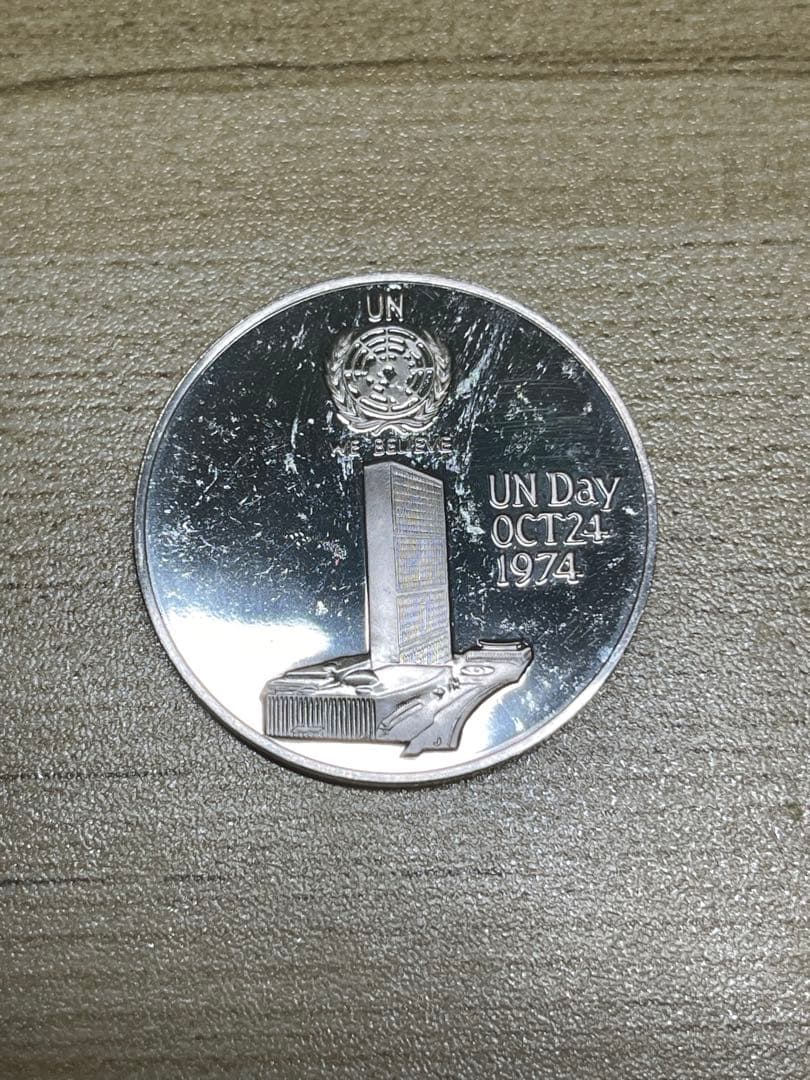 UN
WE BELIEVE
UN Day
OCT 24
1974